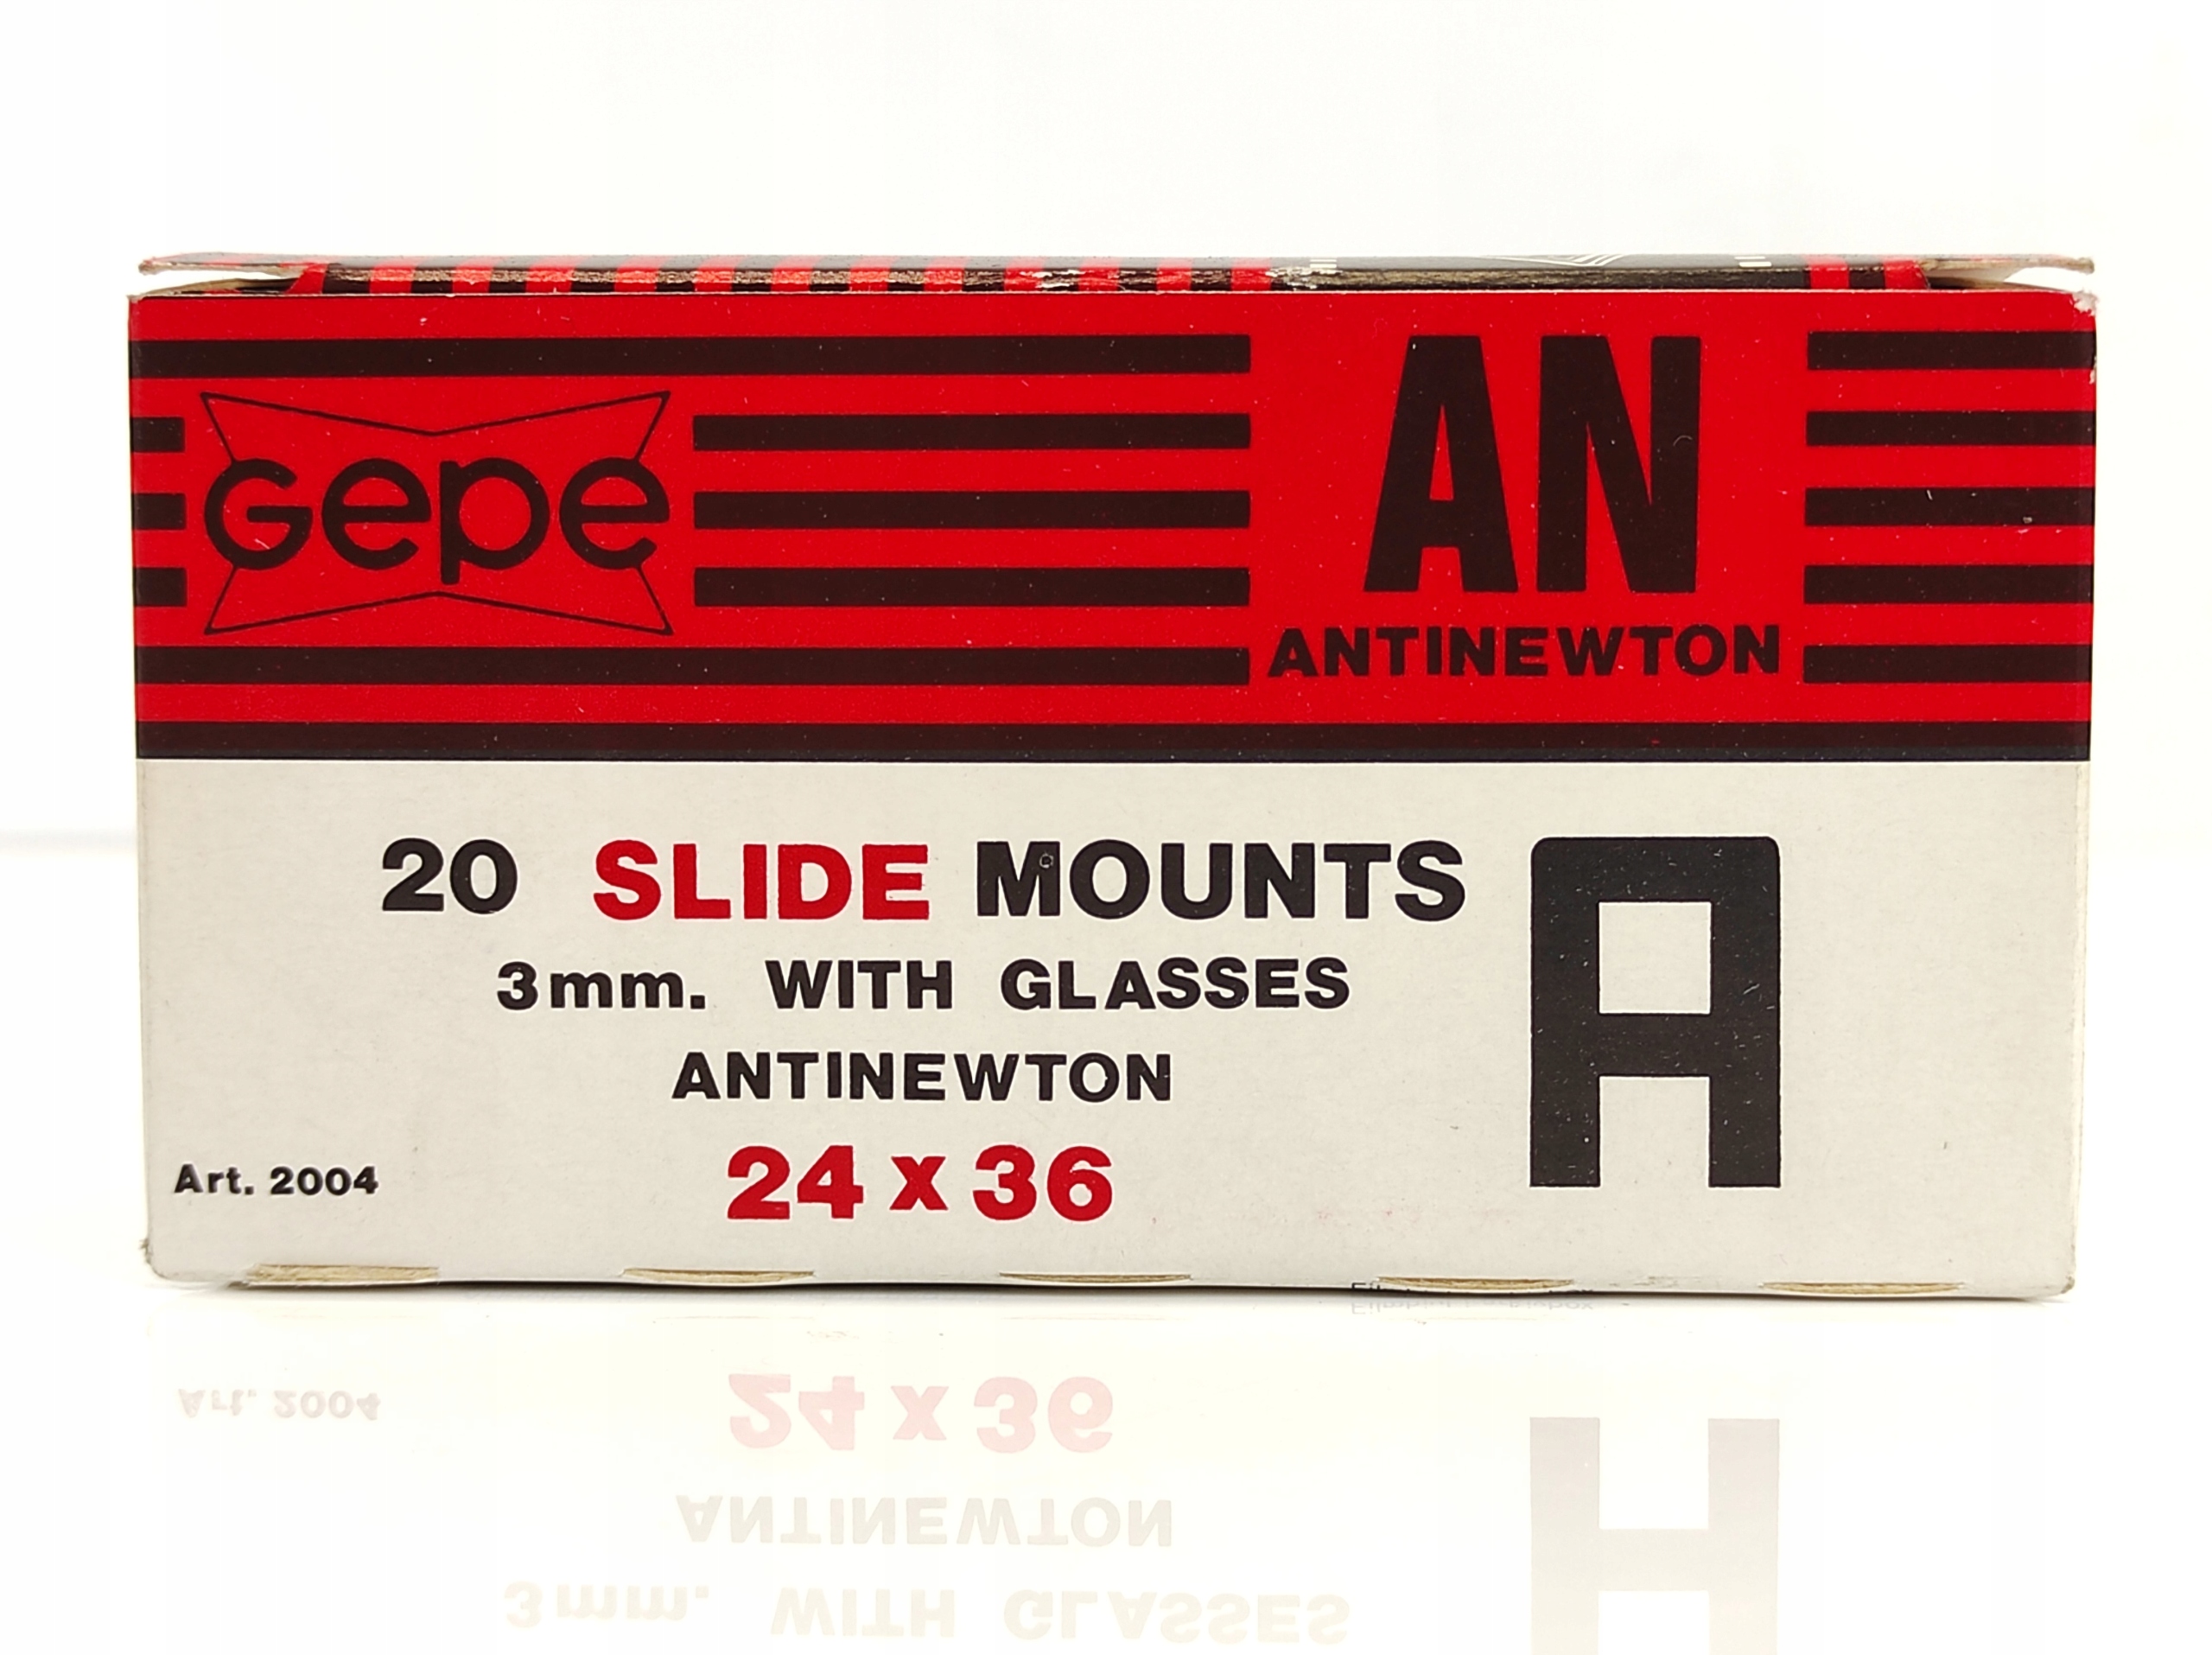 Gepe
AN
ANTINEWTON
20 SLIDE MOUNTS
3mm. WITH GLASSES
ANTINEWTON
24 x 36
A
Art. 2004